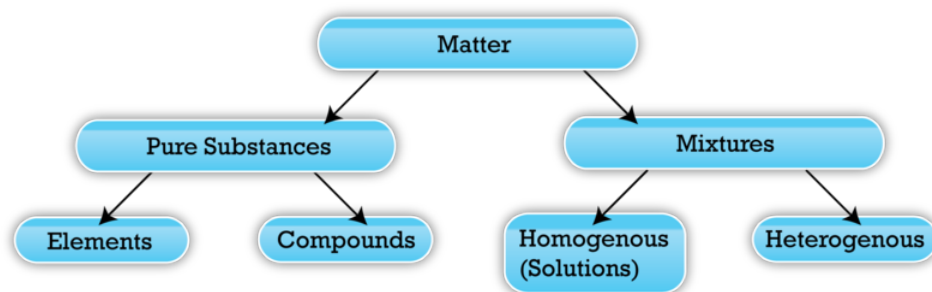 Matter
Pure Substances
Mixtures
Elements
Compounds
Homogenous
(Solutions)
Heterogenous